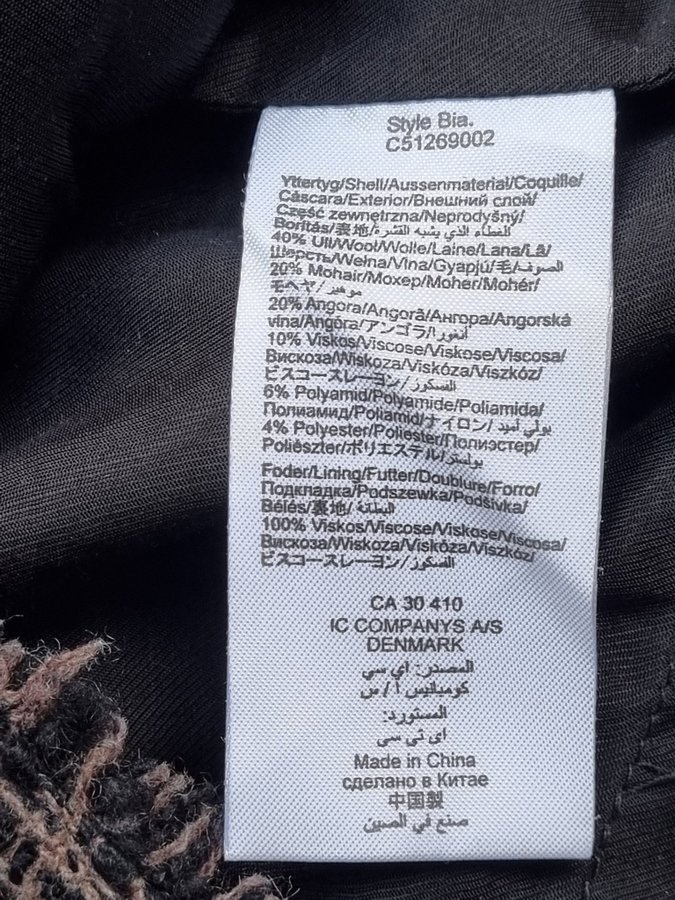 Style Bia.
C51269002
Yttertyg/Shell/Aussenmaterial/Coquille/
Cáscara/Exterior/Внешний слой/
Część zewnętrzna/Neprodyšný/
Borítás/表地/الغطاء الذي يشبه القشرة/
40% Ull/Wool/Wolle/Laine/Lana/Lã/
Шерсть/Wełna/Vlna/Gyapjú/毛/الصوف/
20% Mohair/Мохер/Moher/Mohér/
モヘヤ/موهير/
20% Angora/Angorã/Ангора/Angorská
vlna/Angóra/アンゴラ/أنغورا/
10% Viskos/Viscose/Viskose/Viscosa/
Вискоза/Wiskoza/Viskóza/Viszkóz/
ビスコースレーヨン/الفسكوز/
6% Polyamid/Polyamide/Poliamida/
Полиамид/Poliamid/ナイロン/بولي أميد/
4% Polyester/Poliester/Полиэстер/
Poliészter/ポリエステル/بوليستر/
Foder/Lining/Futter/Doublure/Forro/
Подкладка/Podszewka/Podšívka/
Bélés/裏地/البطانة/
100% Viskos/Viscose/Viskose/Viscosa/
Вискоза/Wiskoza/Viskóza/Viszkóz/
ビスコースレーヨン/الفسكوز/
CA 30 410
IC COMPANYS A/S
DENMARK
المصدر: اي سي
كومبانيس أ / س
المستورد:
اي تي سي
Made in China
сделано в Китае
中国製
صنع في الصين